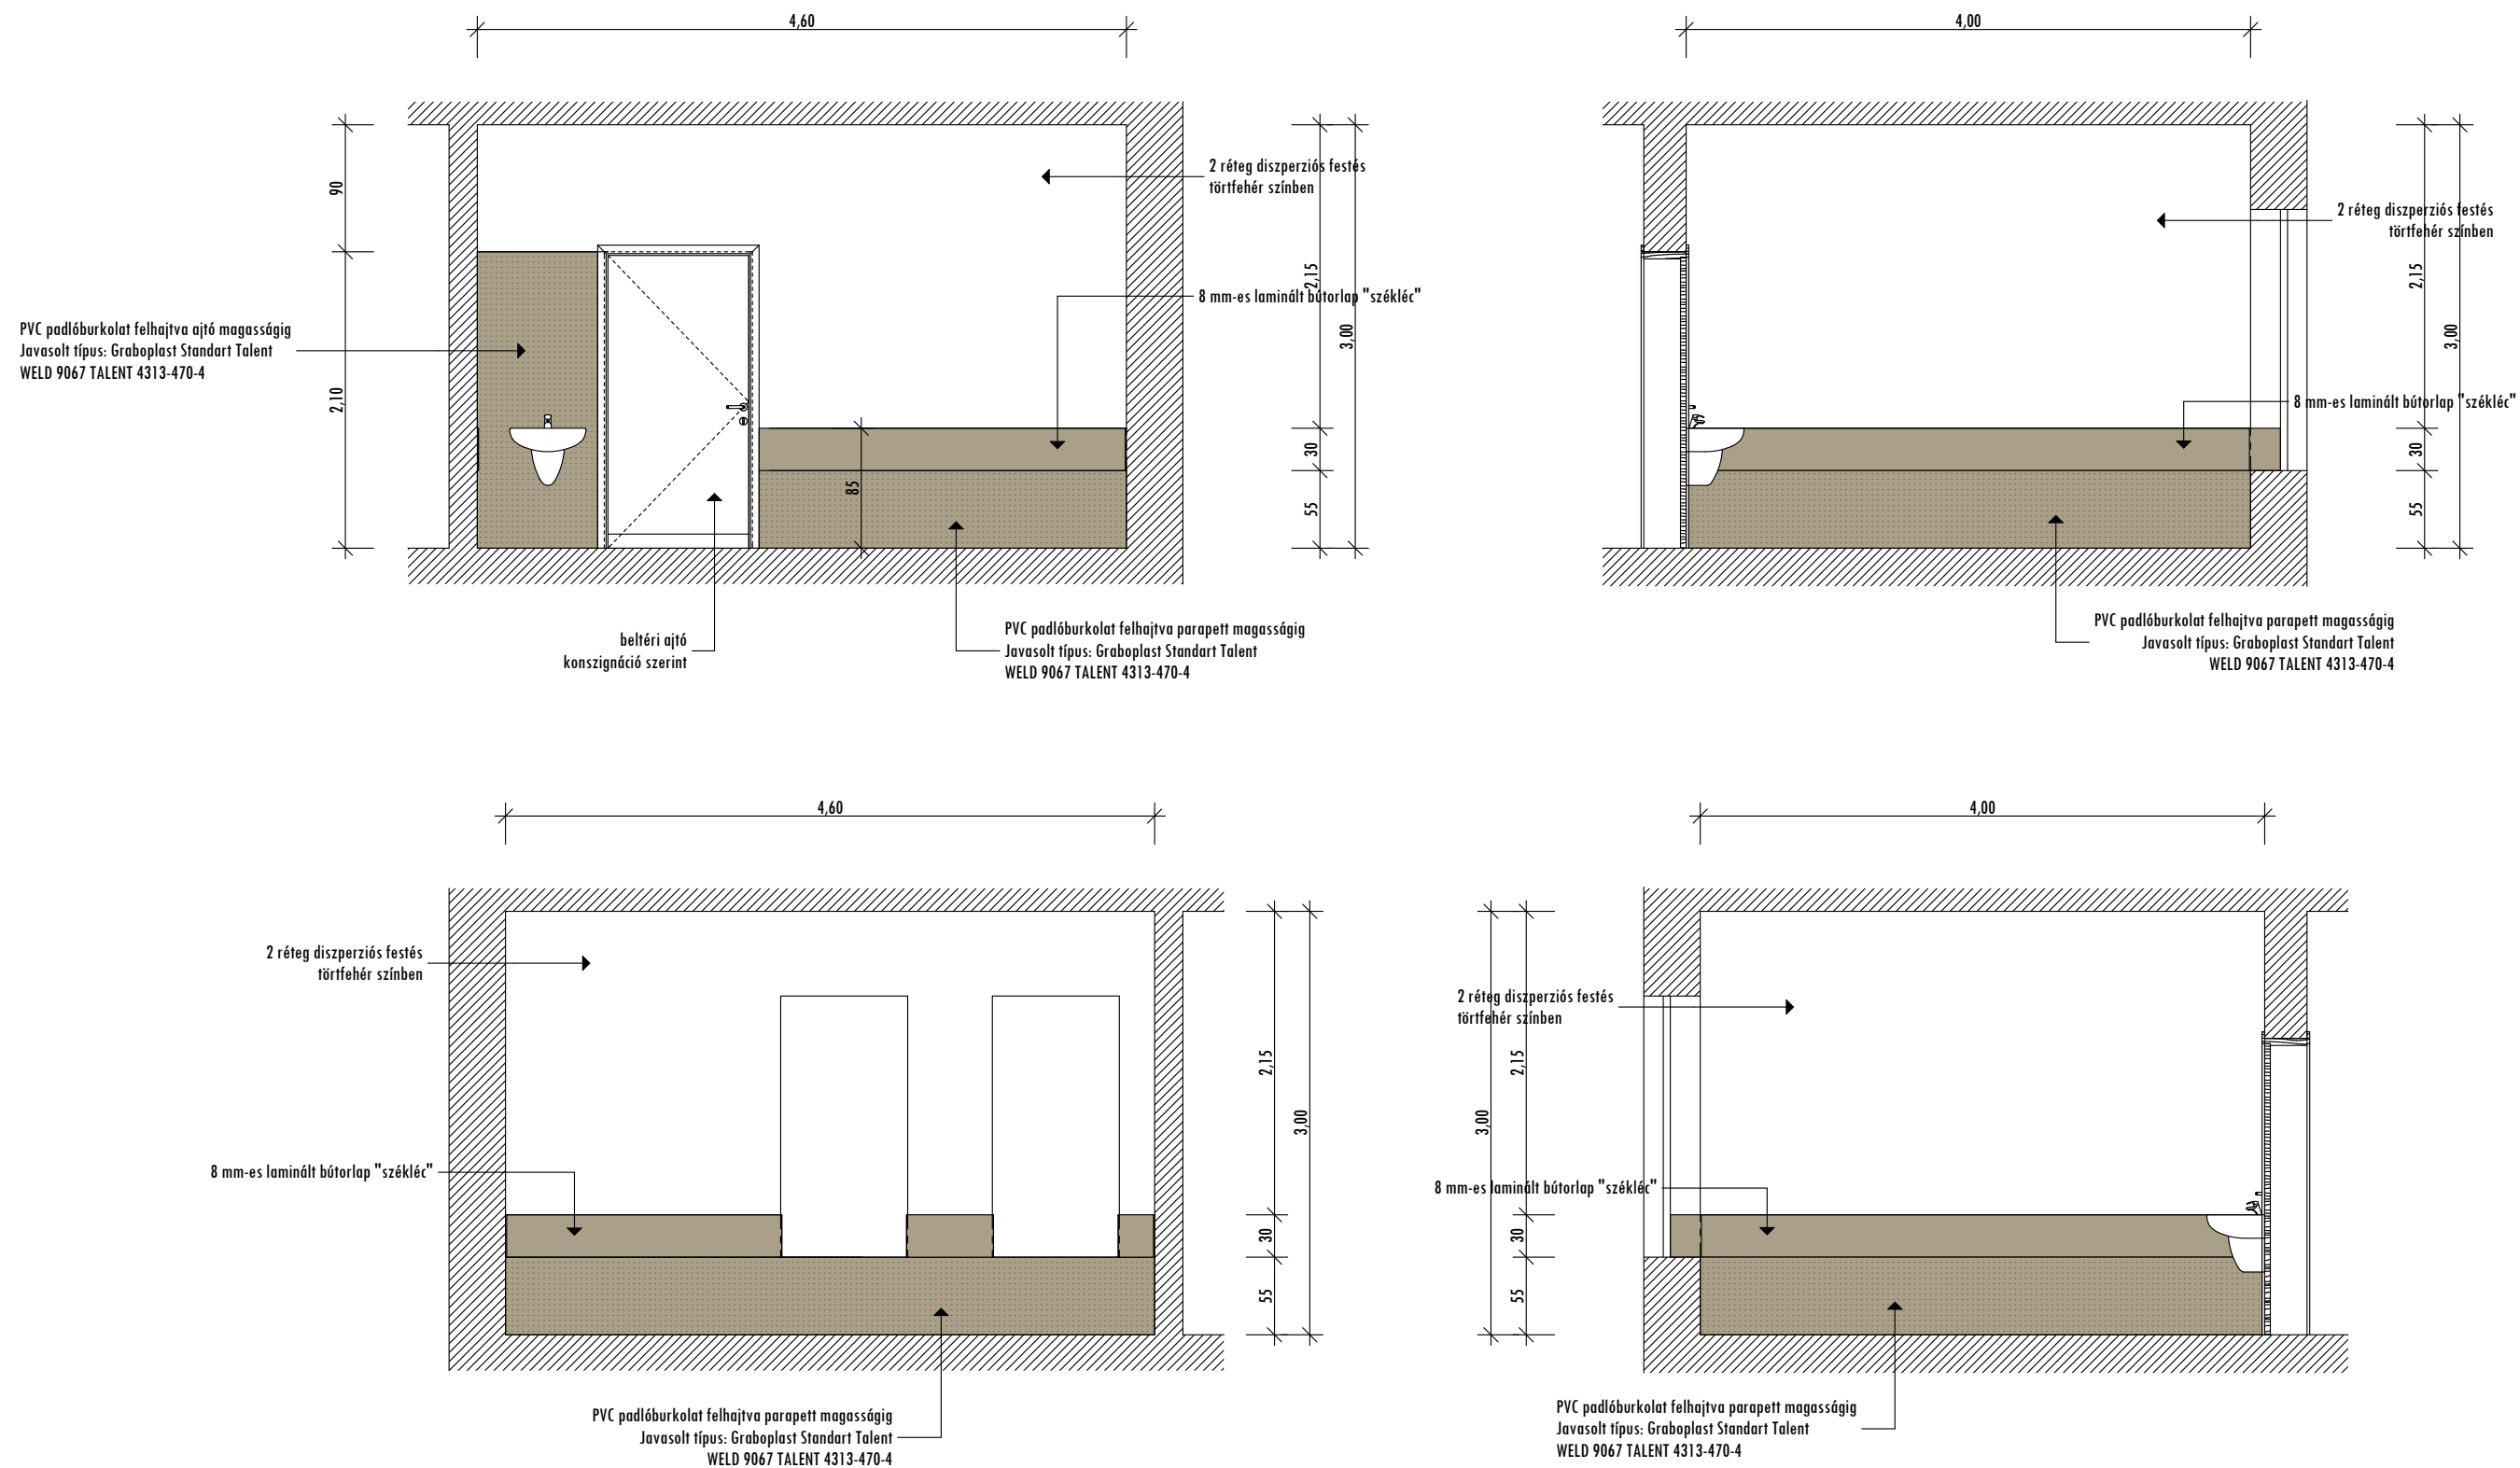 4,60
90
2,10
2 réteg diszperziós festés
törtfehér színben
8 mm-es laminált bútorlap "székléc"
PVC padlóburkolat felhajtva ajtó magasságig
Javasolt típus: Graboplast Standart Talent
WELD 9067 TALENT 4313-470-4
85
2,15
3,00
30
55
beltéri ajtó
konszignáció szerint
PVC padlóburkolat felhajtva parapett magasságig
Javasolt típus: Graboplast Standart Talent
WELD 9067 TALENT 4313-470-4
4,00
2 réteg diszperziós festés
törtfehér színben
2,15
3,00
8 mm-es laminált bútorlap "székléc"
30
55
PVC padlóburkolat felhajtva parapett magasságig
Javasolt típus: Graboplast Standart Talent
WELD 9067 TALENT 4313-470-4
4,60
2 réteg diszperziós festés
törtfehér színben
8 mm-es laminált bútorlap "székléc"
2,15
3,00
30
55
PVC padlóburkolat felhajtva parapett magasságig
Javasolt típus: Graboplast Standart Talent
WELD 9067 TALENT 4313-470-4
4,00
2 réteg diszperziós festés
törtfehér színben
2,15
3,00
8 mm-es laminált bútorlap "székléc"
30
55
PVC padlóburkolat felhajtva parapett magasságig
Javasolt típus: Graboplast Standart Talent
WELD 9067 TALENT 4313-470-4